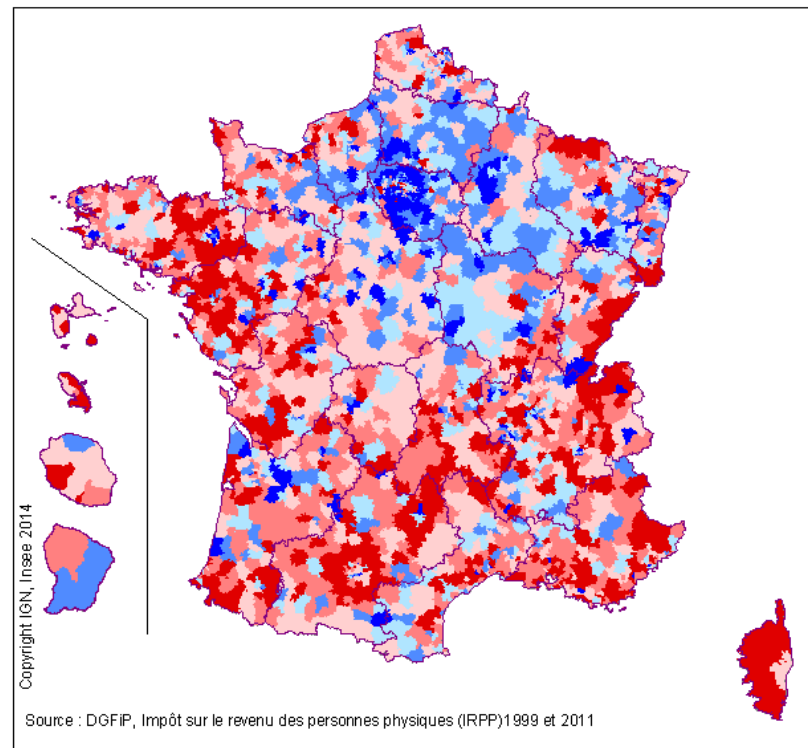 Copyright IGN, Insee 2014
Source : DGFiP, Impôt sur le revenu des personnes physiques (IRPP)1999 et 2011